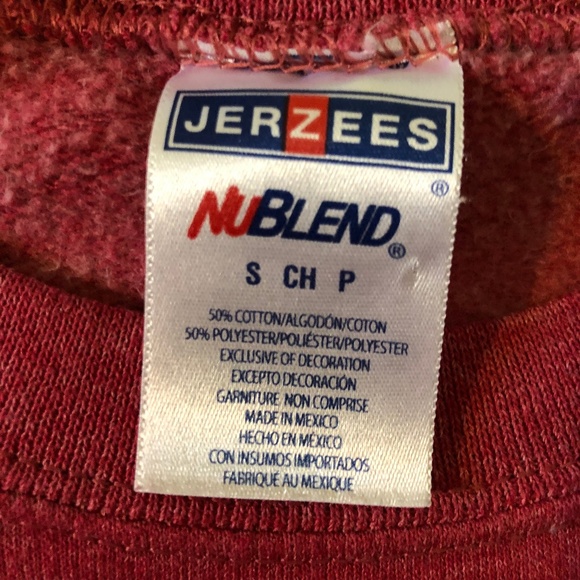 JERZEES
®
NUBLEND
®
S CH P
50% COTTON/ALGODÓN/COTON
50% POLYESTER/POLIÉSTER/POLYESTER
EXCLUSIVE OF DECORATION
EXCEPTO DECORACIÓN
GARNITURE NON COMPRISE
MADE IN MEXICO
HECHO EN MÉXICO
CON INSUMOS IMPORTADOS
FABRIQUÉ AU MEXIQUE